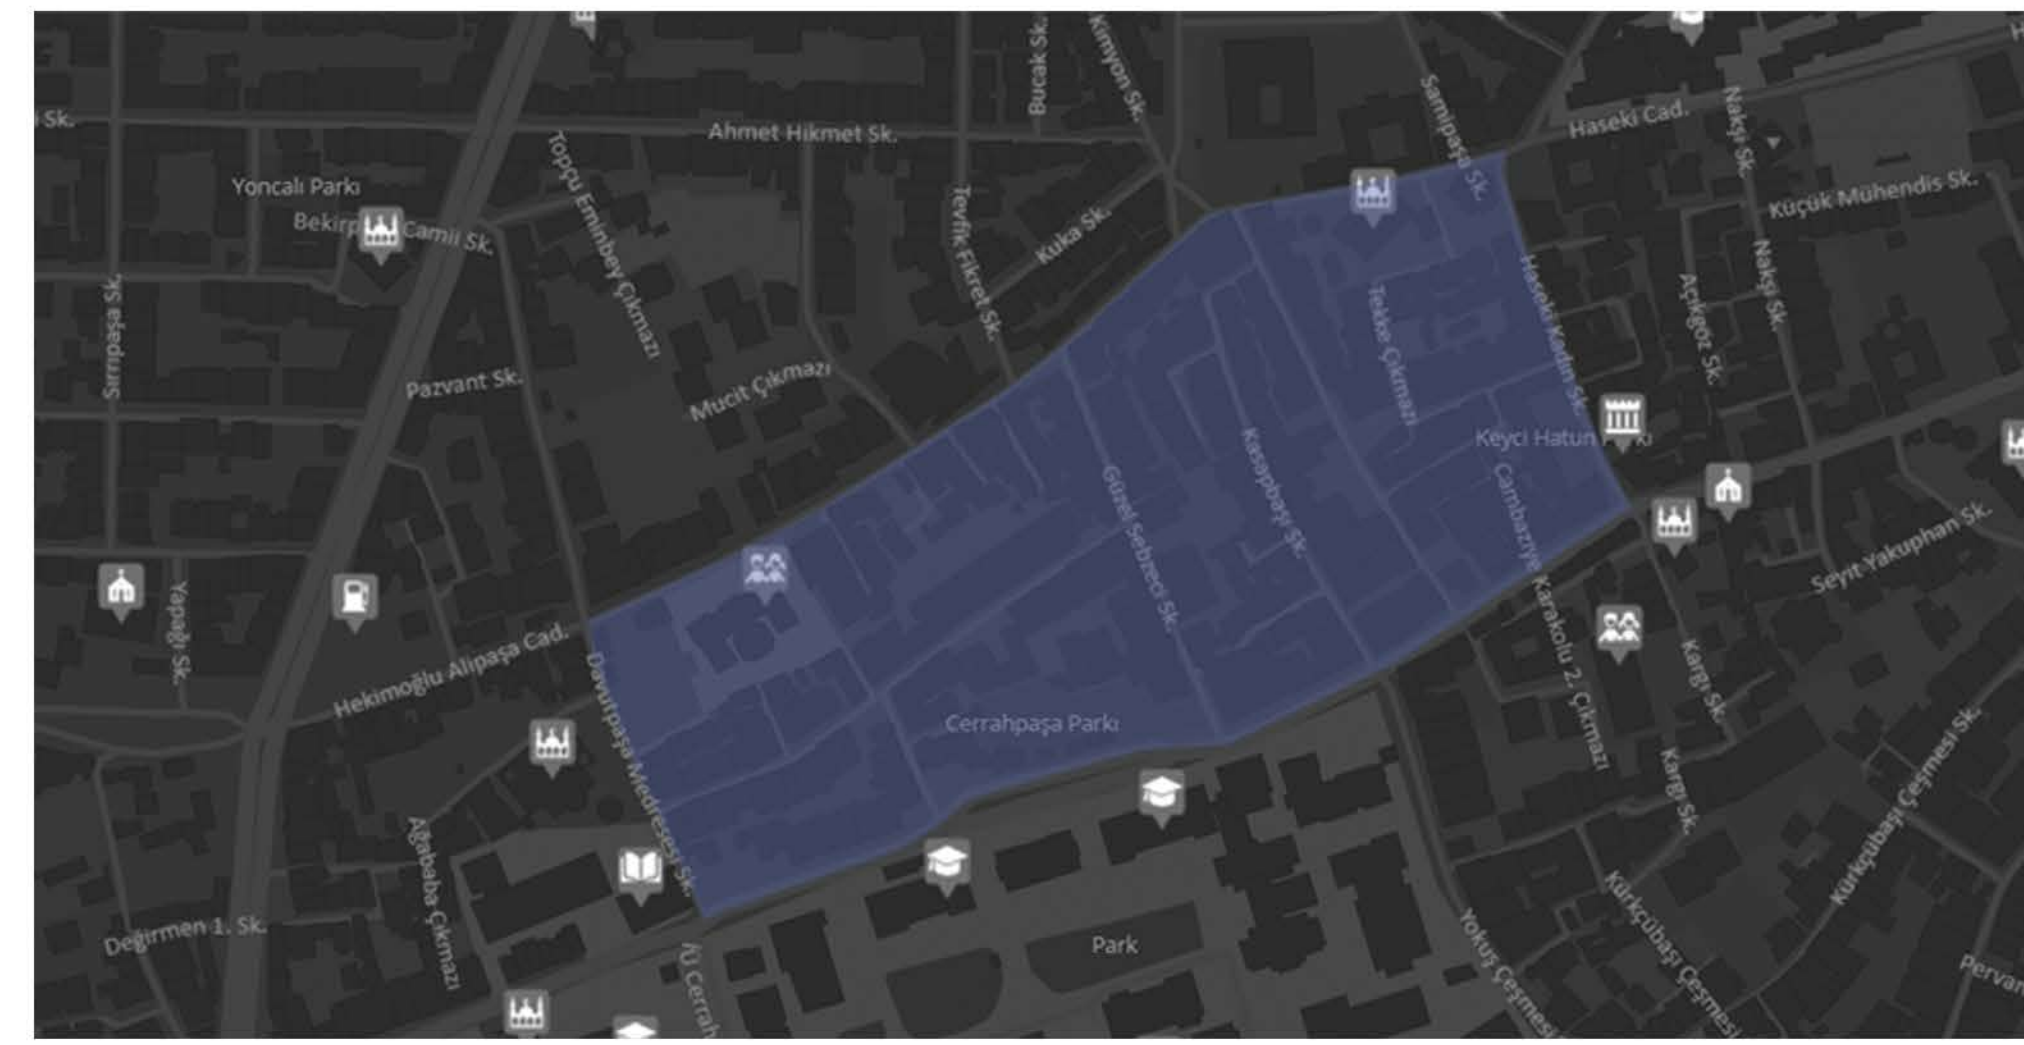 Bucak Sk.
kimyon Sk.
i Sk.
Ahmet Hikmet Sk.
Samipaşa Sk.
Haseki Cad.
Nakşi Sk.
Topçu Eminbey Çıkmazı
Yoncalı Parkı
Camii Sk.
Tevfik Fikret Sk.
Kuka Sk.
Küçük Mühendis Sk.
Sırrıpaşa Sk.
Pazvant Sk.
Mucit Çıkmazı
Tekke Çıkmazı
Haseki Kadın Sk.
Açıkgöz Sk.
Nakşi Sk.
Keyci Hatun
Güzel Sebzeci Sk.
Kasapbaşı Sk.
Cambaziye Karakolu 2. Çıkmazı
Seyit Yakuphan Sk.
Yapağı Sk.
Hekimoğlu Alipaşa Cad.
Davutpaşa Medresesi Sk.
Cerrahpaşa Parkı
Kargı Sk.
Kargı Sk.
Kürkçübaşı Çeşmesi Sk.
Ağababa Çıkmazı
Değirmen 1. Sk.
İÜ Cerrah
Park
Yokuş Çeşmesi
Kürkçübaşı Çeşmesi
Pervan